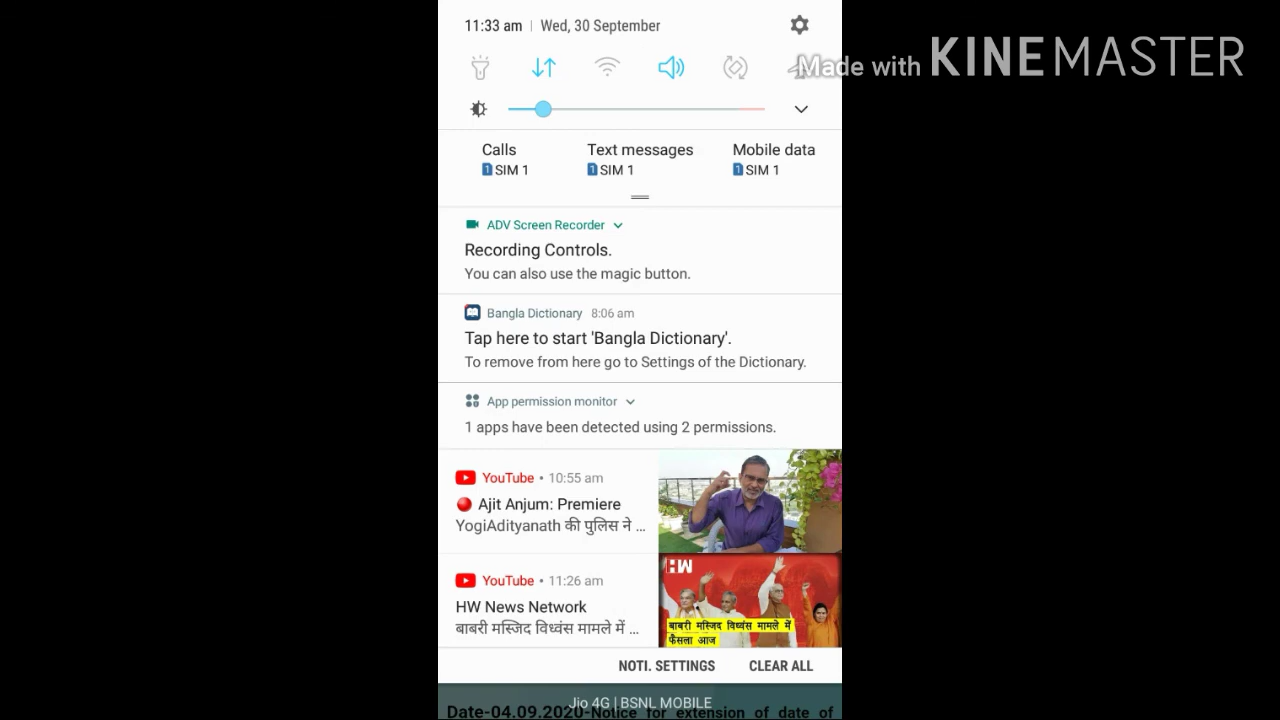 11:33 am | Wed, 30 September
Made with KINEMASTER
Calls
Text messages
Mobile data
1 SIM 1
1 SIM 1
1 SIM 1
ADV Screen Recorder
Recording Controls.
You can also use the magic button.
Bangla Dictionary 8:06 am
Tap here to start 'Bangla Dictionary'.
To remove from here go to Settings of the Dictionary.
App permission monitor
1 apps have been detected using 2 permissions.
YouTube • 10:55 am
Ajit Anjum: Premiere
YogiAdityanath की पुलिस ने ...
YouTube • 11:26 am
HW News Network
बाबरी मस्जिद विध्वंस मामले में ...
HW
बाबरी मस्जिद विध्वंस मामले में
फैसला आज
NOTI. SETTINGS
CLEAR ALL
Jio 4G | BSNL MOBILE
Date-04.09.2020-Notice for extension of date of